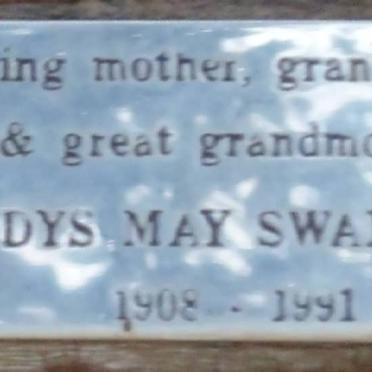 ing mother, gran
& great grandmo
DYS MAY SWA
1908 - 1991